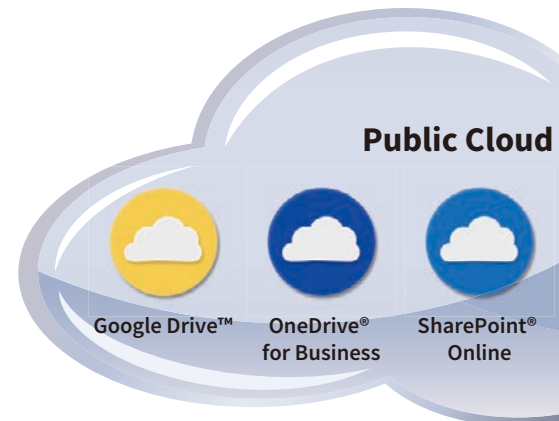 Public Cloud
Google Drive™
OneDrive®
for Business
SharePoint®
Online